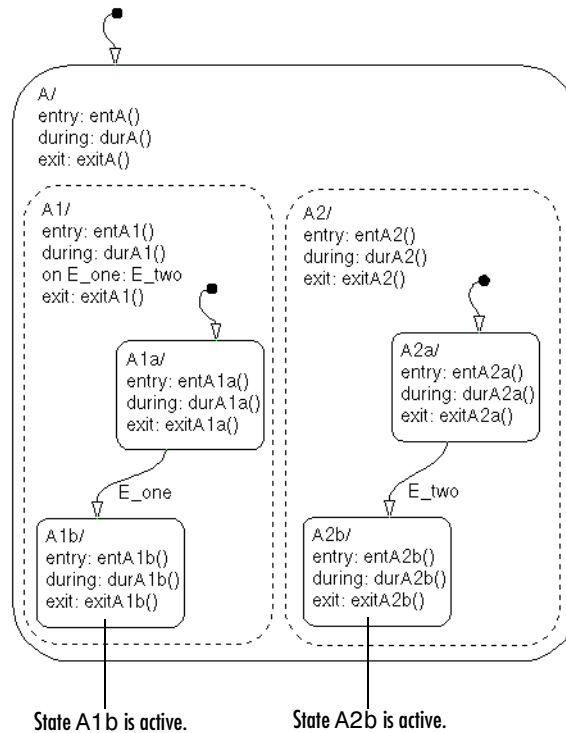 A/
entry: entA()
during: durA()
exit: exitA()
A1/
entry: entA1()
during: durA1()
on E_one: E_two
exit: exitA1()
A1a/
entry: entA1a()
during: durA1a()
exit: exitA1a()
E_one
A1b/
entry: entA1b()
during: durA1b()
exit: exitA1b()
A2/
entry: entA2()
during: durA2()
exit: exitA2()
A2a/
entry: entA2a()
during: durA2a()
exit: exitA2a()
E_two
A2b/
entry: entA2b()
during: durA2b()
exit: exitA2b()
State A1b is active.
State A2b is active.